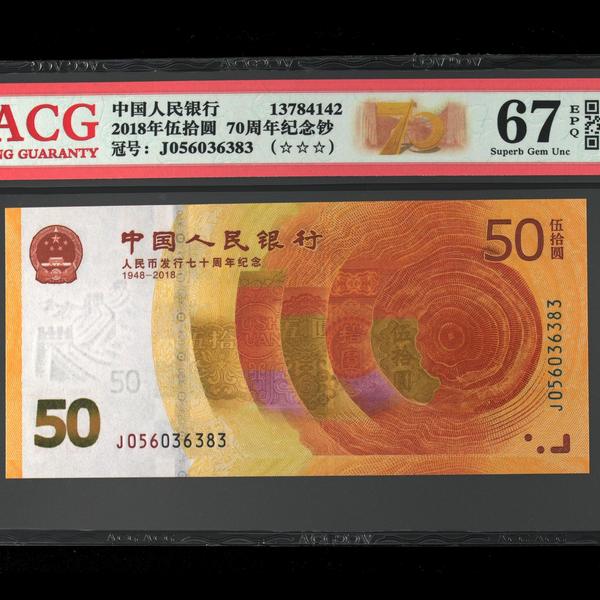 ACG
NG GUARANTY
中国人民银行 13784142
2018年伍拾圆 70周年纪念钞
冠号: J056036383 (☆☆☆)
70
67
EPQ
Superb Gem Unc
中国人民银行
人民币发行七十周年纪念
1948-2018
50
伍拾圆
50
50
J056036383
J056036383
伍拾圆